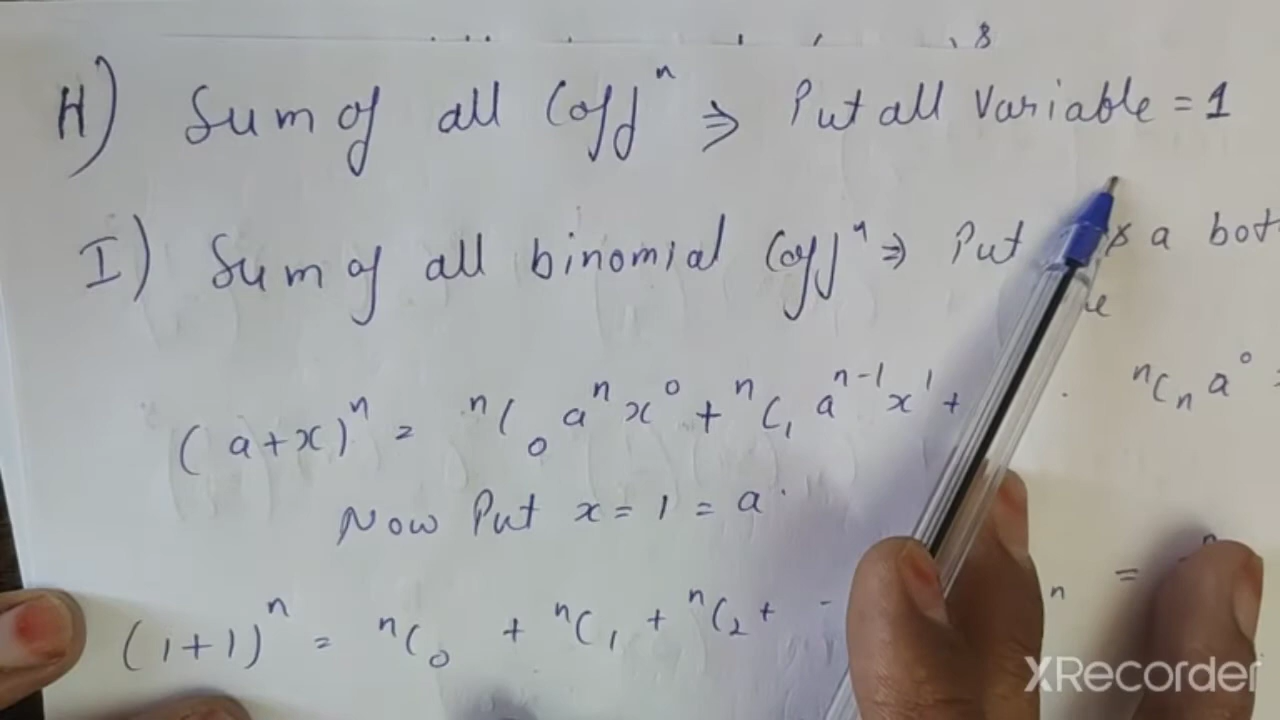 H) Sum of all Coffⁿ ⇒ Put all Variable = 1
I) Sum of all binomial Coffⁿ ⇒ Put a bot
(a+x)ⁿ = ⁿC₀ aⁿ x⁰ + ⁿC₁ aⁿ⁻¹ x¹ + . ⁿCₙ a⁰
Now Put x = 1 = a
(1+1)ⁿ = ⁿC₀ + ⁿC₁ + ⁿC₂ + - n =
XRecorder